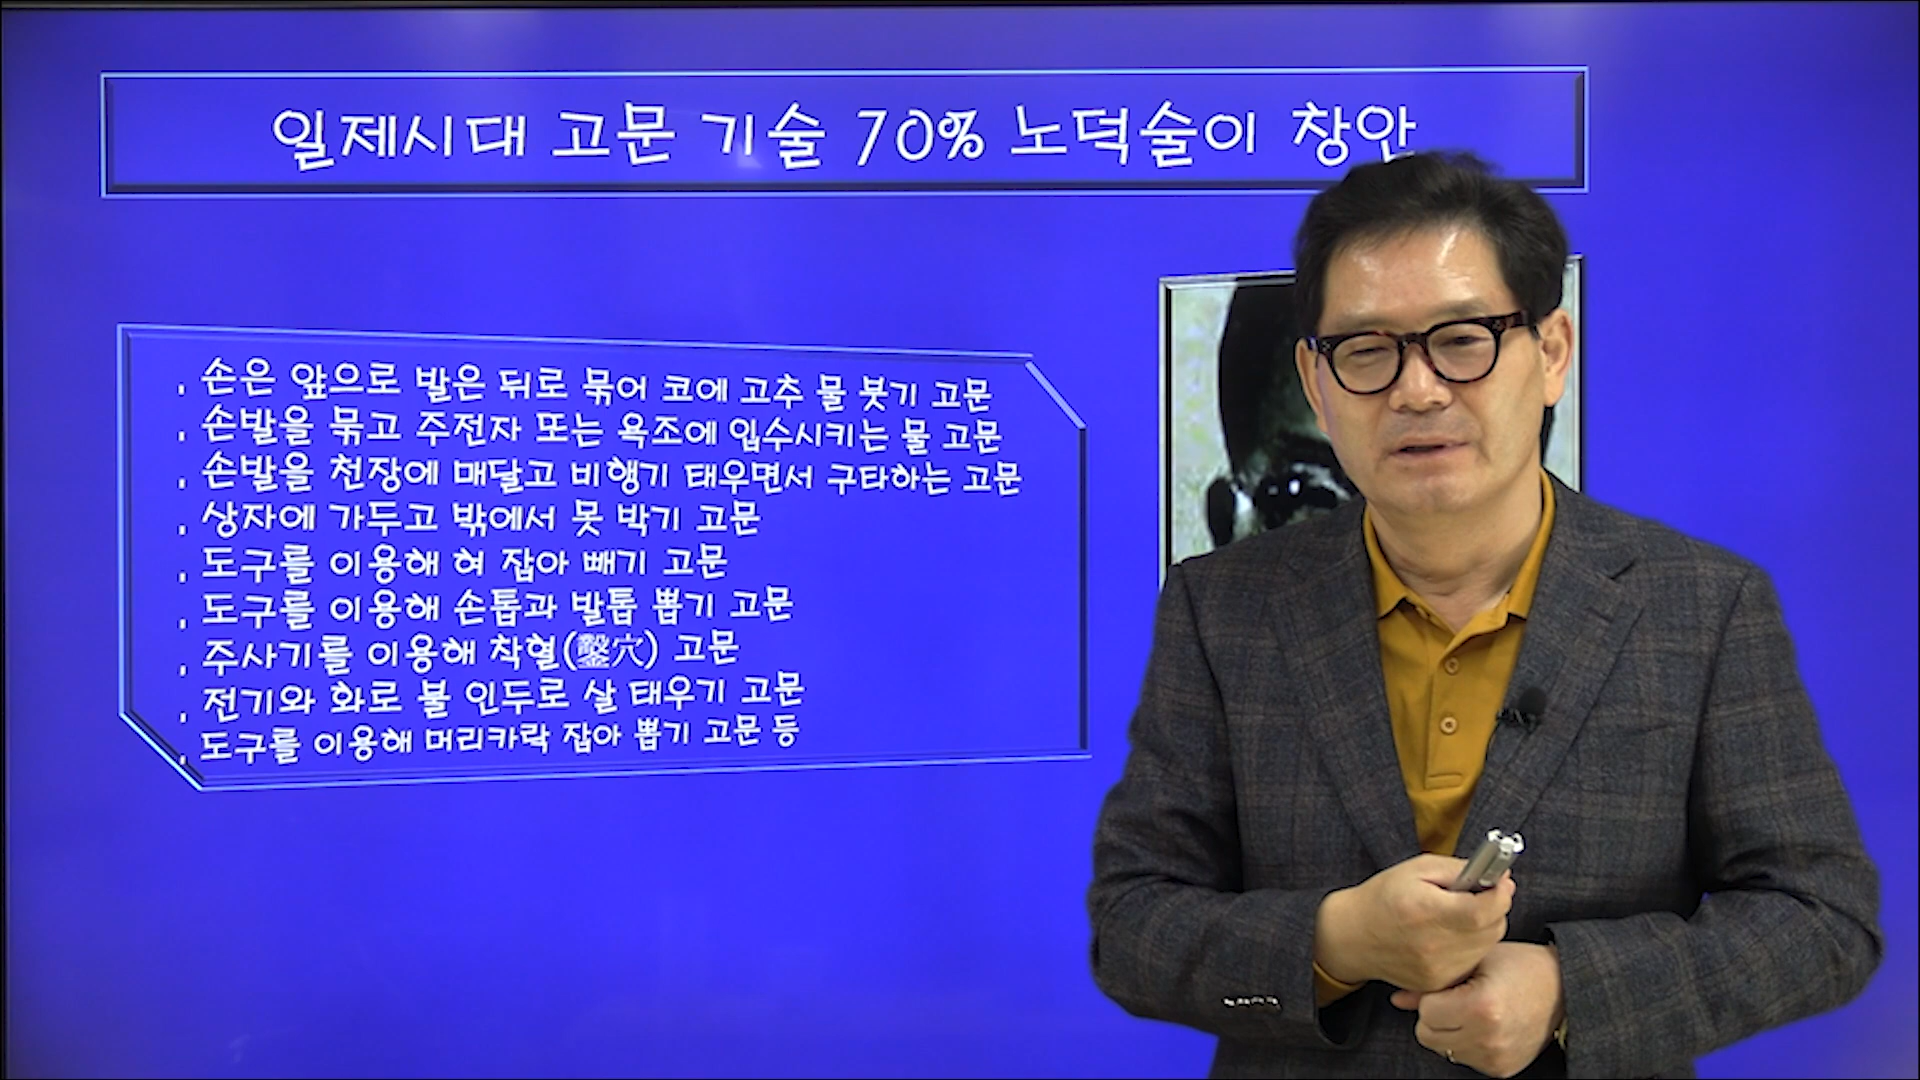 일제시대 고문 기술 70% 노덕술이 창안
. 손은 앞으로 발은 뒤로 묶어 코에 고추 물 붓기 고문
. 손발을 묶고 주전자 또는 욕조에 입수시키는 물 고문
. 손발을 천장에 매달고 비행기 태우면서 구타하는 고문
. 상자에 가두고 밖에서 못 박기 고문
. 도구를 이용해 혀 잡아 빼기 고문
. 도구를 이용해 손톱과 발톱 뽑기 고문
. 주사기를 이용해 착혈(鑿穴) 고문
. 전기와 화로 불 인두로 살 태우기 고문
. 도구를 이용해 머리카락 잡아 뽑기 고문 등